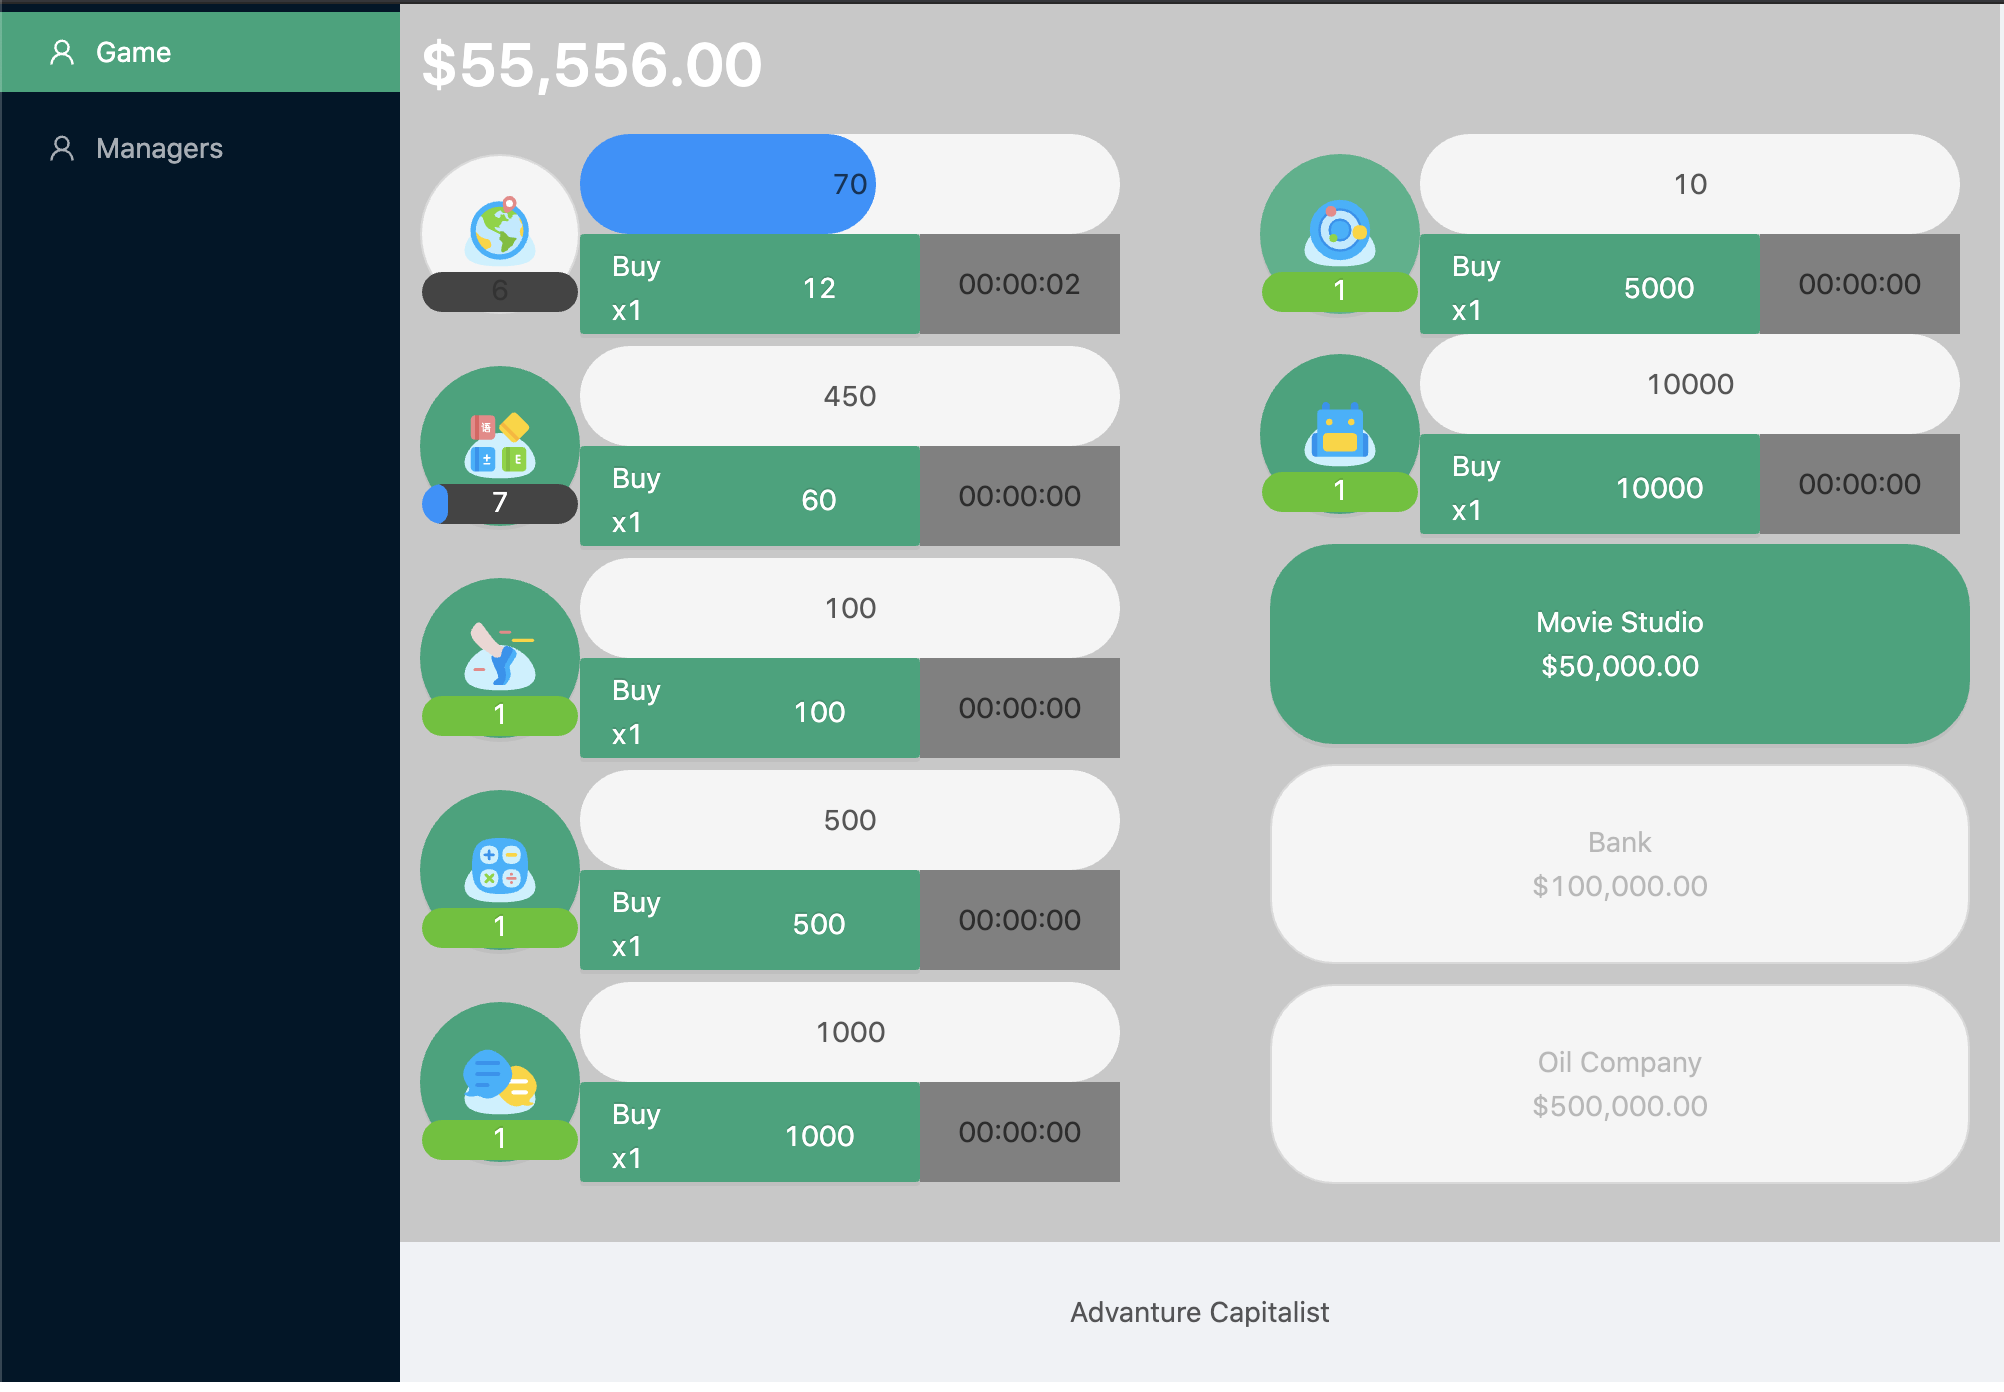 Game
Managers
$55,556.00
70
6
Buy
x1
12
00:00:02
450
语
±
E
7
Buy
x1
60
00:00:00
100
1
Buy
x1
100
00:00:00
500
1
Buy
x1
500
00:00:00
1000
1
Buy
x1
1000
00:00:00
10
1
Buy
x1
5000
00:00:00
10000
1
Buy
x1
10000
00:00:00
Movie Studio
$50,000.00
Bank
$100,000.00
Oil Company
$500,000.00
Advanture Capitalist